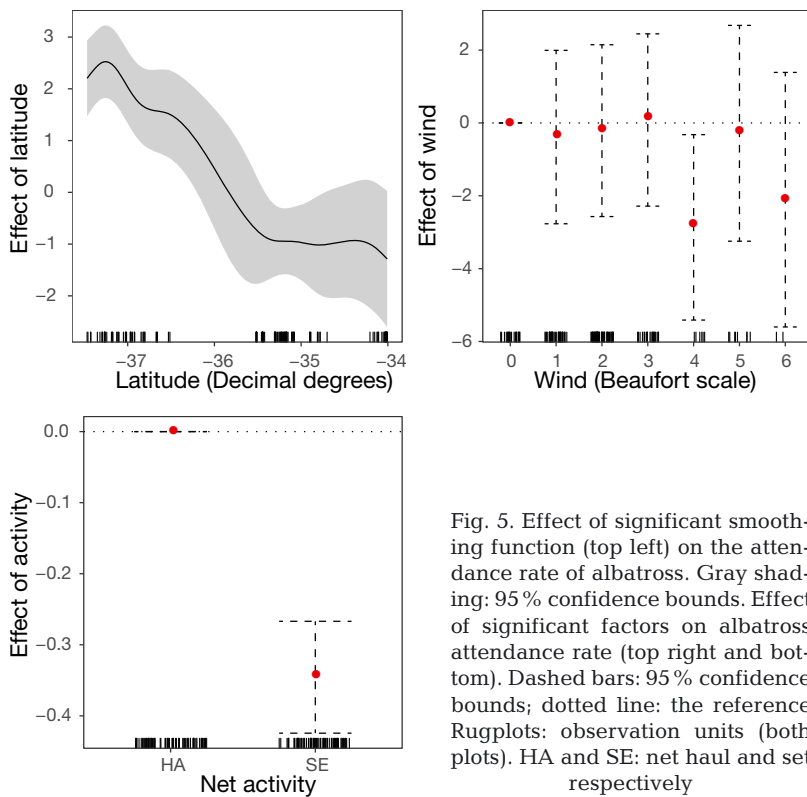 3
2
1
0
−1
−2
Effect of latitude
−37
−36
−35
−34
Latitude (Decimal degrees)
2
0
−2
−4
−6
Effect of wind
0
1
2
3
4
5
6
Wind (Beaufort scale)
0.0
−0.1
−0.2
−0.3
−0.4
Effect of activity
HA
SE
Net activity
Fig. 5. Effect of significant smooth-
ing function (top left) on the atten-
dance rate of albatross. Gray shad-
ing: 95% confidence bounds. Effect
of significant factors on albatross
attendance rate (top right and bot-
tom). Dashed bars: 95% confidence
bounds; dotted line: the reference
Rugplots: observation units (both
plots). HA and SE: net haul and set
respectively